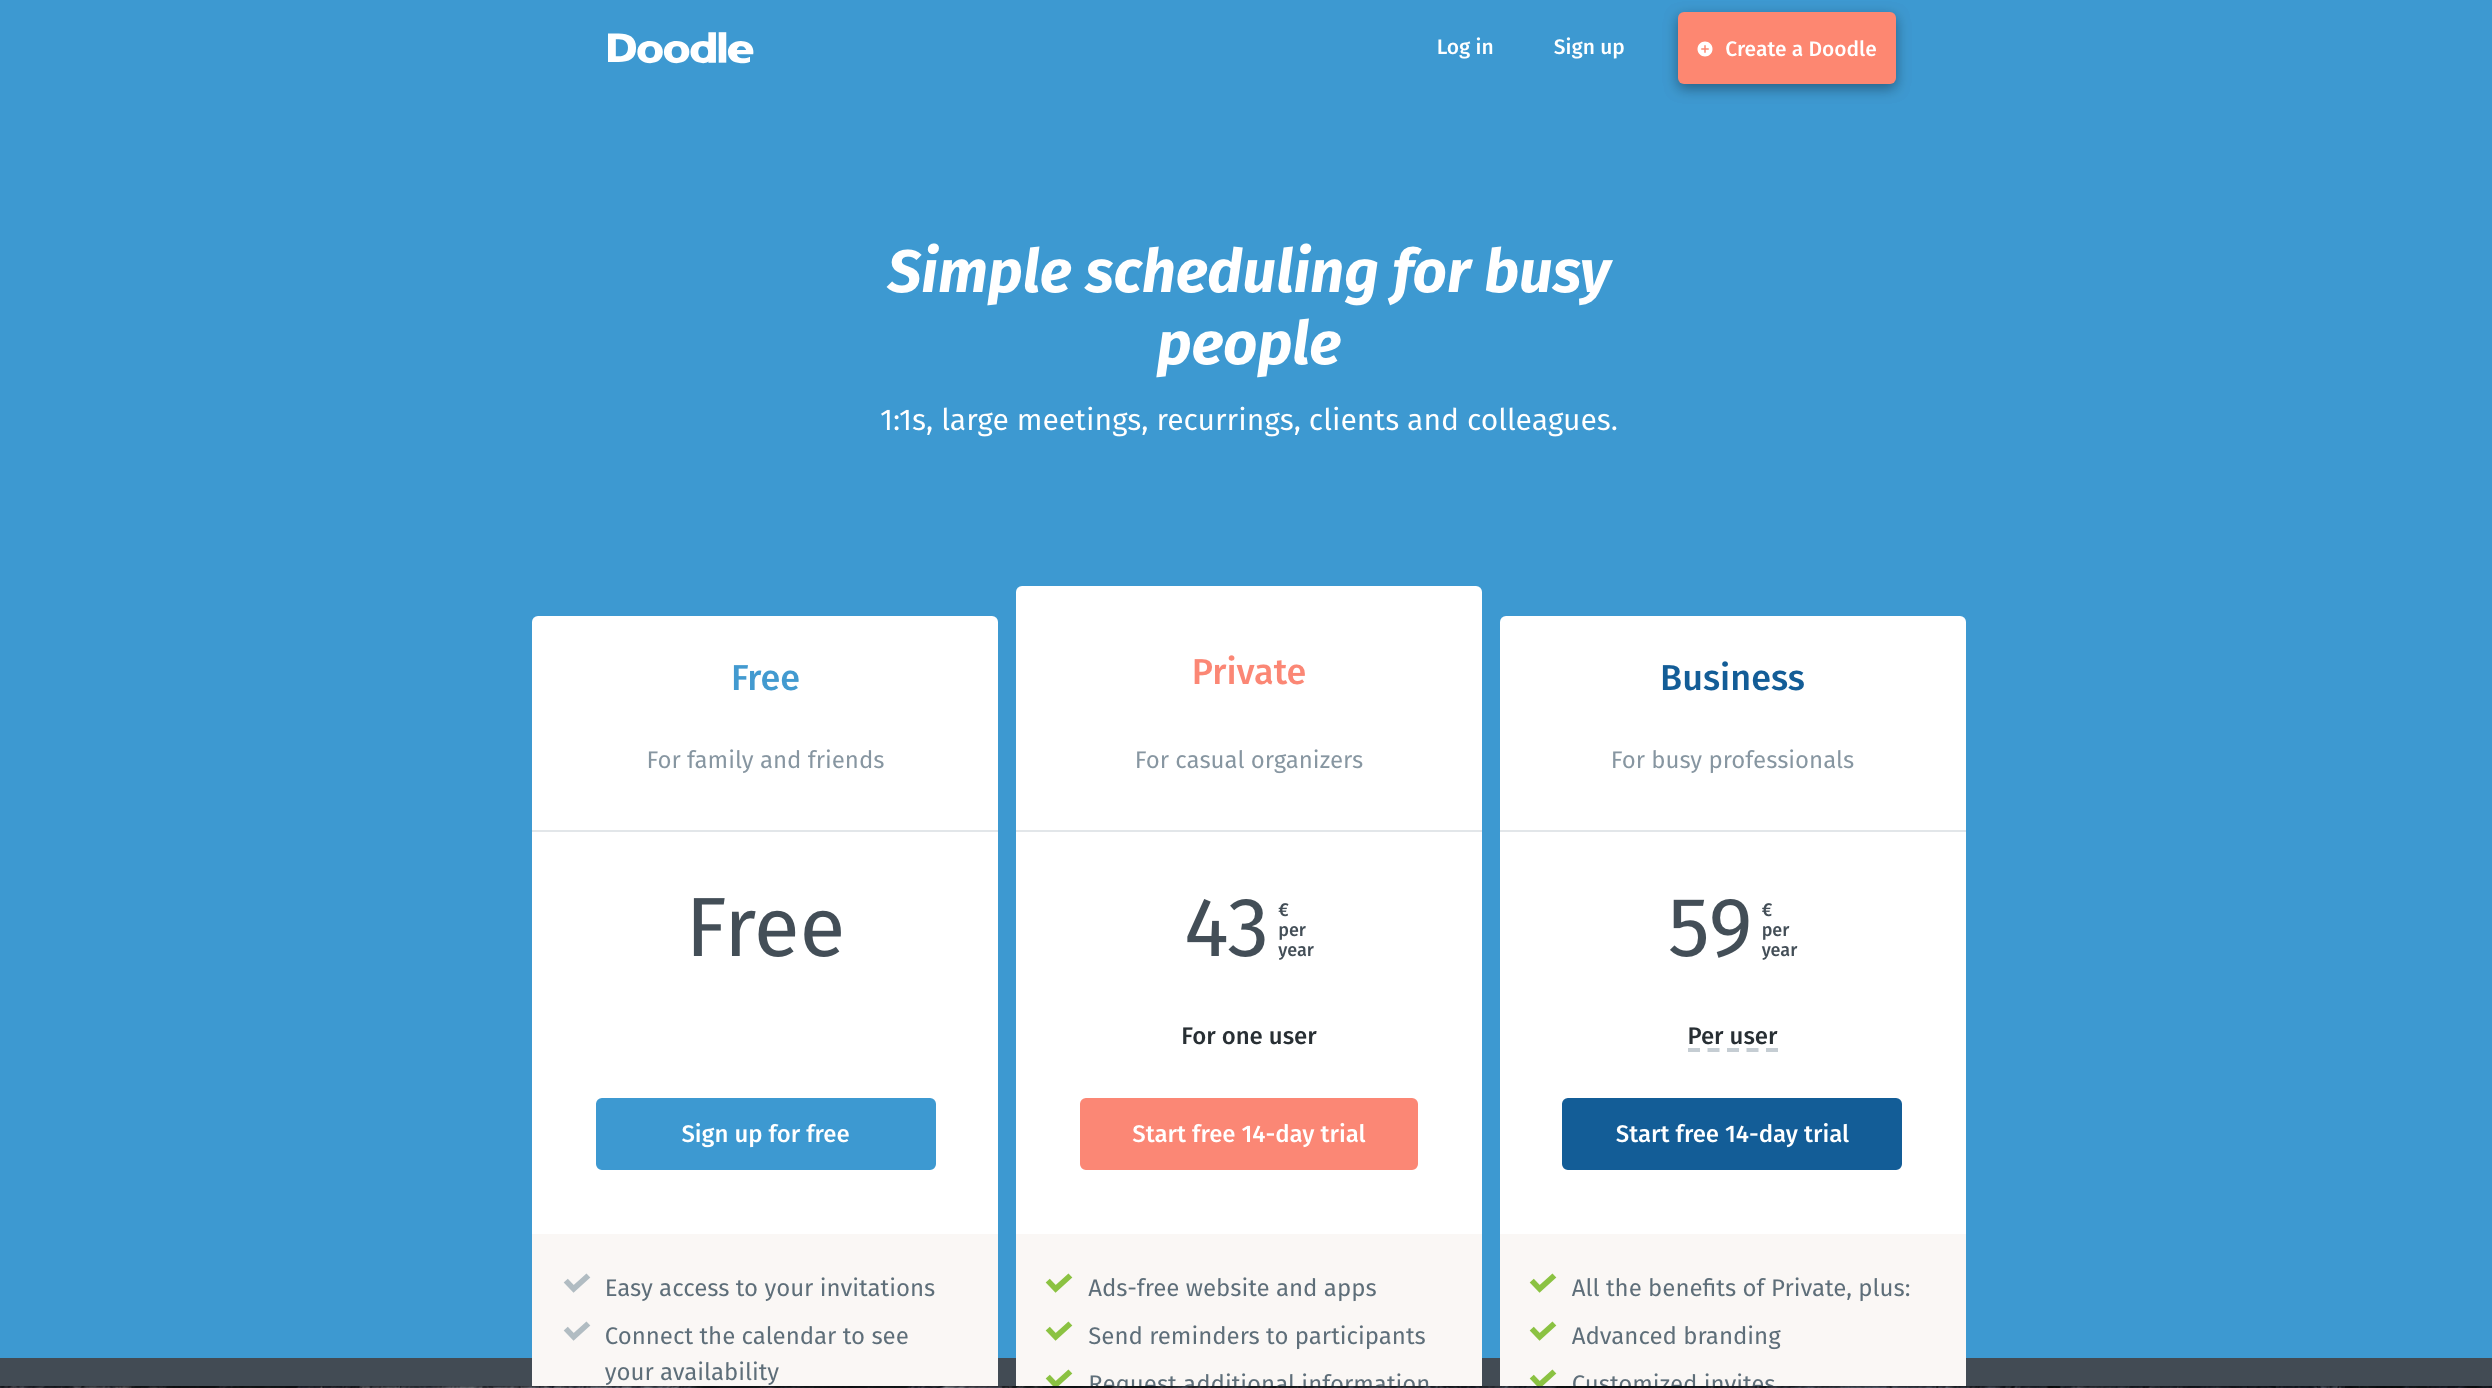 Doodle
Log in
Sign up
Create a Doodle
Simple scheduling for busy
people
1:1s, large meetings, recurrings, clients and colleagues.
Free
For family and friends
Free
Sign up for free
Easy access to your invitations
Connect the calendar to see
your availability
Private
For casual organizers
43 €
per
year
For one user
Start free 14-day trial
Ads-free website and apps
Send reminders to participants
Request additional information
Business
For busy professionals
59 €
per
year
Per user
Start free 14-day trial
All the benefits of Private, plus:
Advanced branding
Customized invites